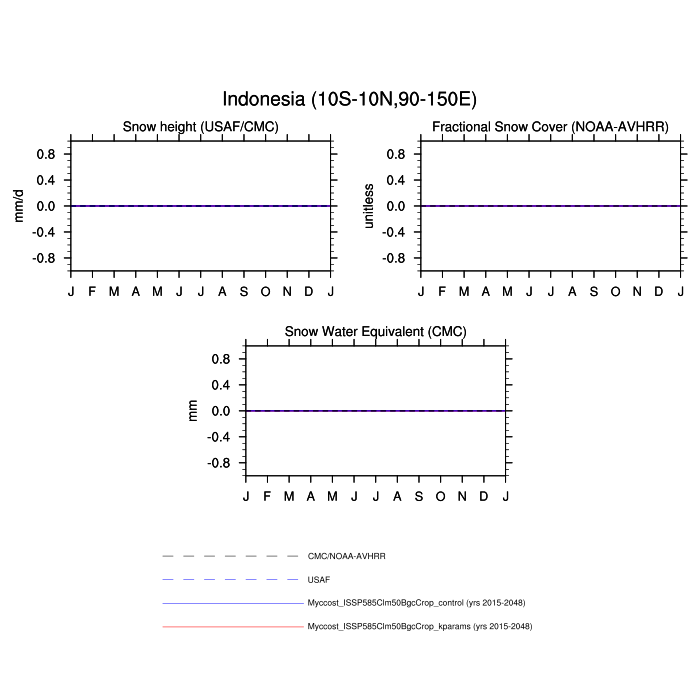 Indonesia (10S-10N,90-150E)
Snow height (USAF/CMC)
0.8
0.4
0.0
-0.4
-0.8
mm/d
J F M A M J J A S O N D J
Fractional Snow Cover (NOAA-AVHRR)
0.8
0.4
0.0
-0.4
-0.8
unitless
J F M A M J J A S O N D J
Snow Water Equivalent (CMC)
0.8
0.4
0.0
-0.4
-0.8
mm
J F M A M J J A S O N D J
CMC/NOAA-AVHRR
USAF
Myccost_ISSP585Clm50BgcCrop_control (yrs 2015-2048)
Myccost_ISSP585Clm50BgcCrop_kparams (yrs 2015-2048)